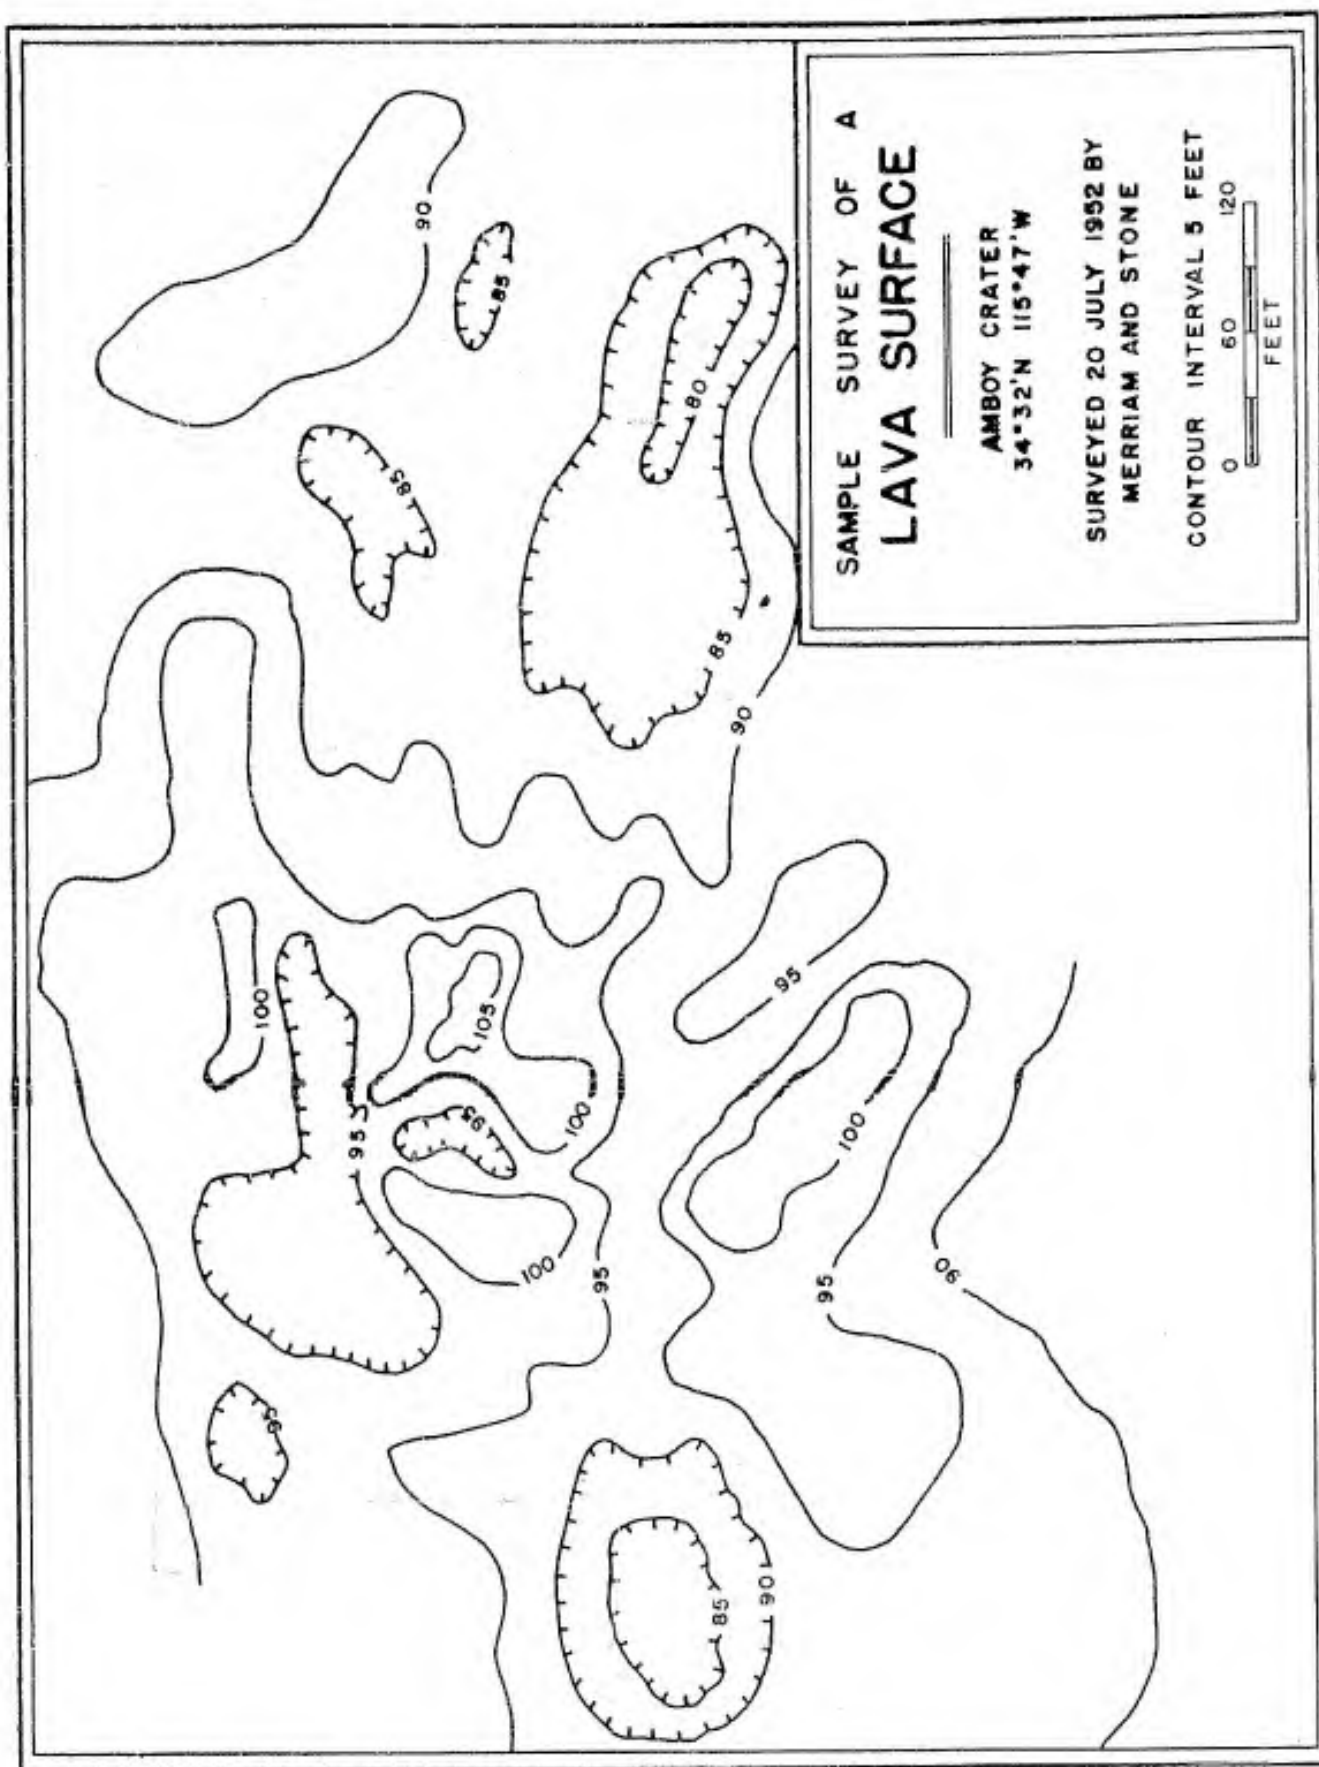 SAMPLE SURVEY OF A
LAVA SURFACE
AMBOY CRATER
34°32'N 115°47'W
SURVEYED 20 JULY 1952 BY
MERRIAM AND STONE
CONTOUR INTERVAL 5 FEET
0 60 120
FEET
90
85
85
80
85
90
100
105
95
95
100
95
100
95
100
95
95
90
95
85
90